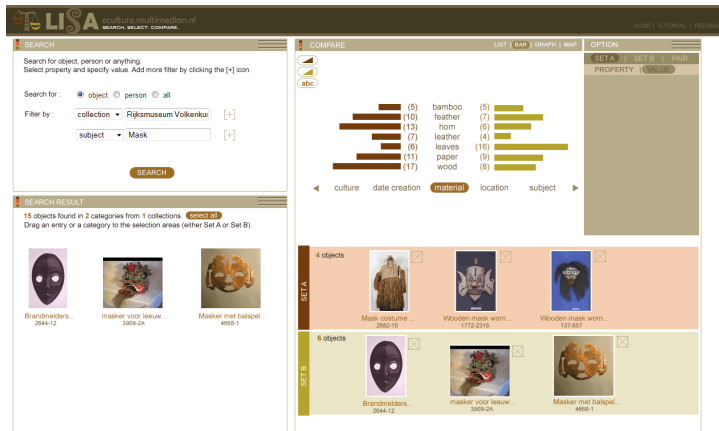 LISA
eculture.multimedian.nl
SEARCH. SELECT. COMPARE.
HOME | TUTORIAL | FEEDB
SEARCH
Search for object, person or anything.
Select property and specify value. Add more filter by clicking the [+] icon.
Search for : object person all
Filter by : collection Rijksmuseum Volkenku [+]
subject Mask [+]
SEARCH
SEARCH RESULT
15 objects found in 2 categories from 1 collections. select all
Drag an entry or a category to the selection areas (either Set A or Set B).
Brandmelders...
2644-12
masker voor leeuw...
3909-2A
Masker met balspel...
4668-1
COMPARE
LIST | BAR | GRAPH | MAP
abc
(5) bamboo (5)
(10) feather (7)
(13) horn (6)
(7) leather (4)
(6) leaves (16)
(11) paper (9)
(17) wood (8)
culture date creation material location subject
OPTION
SET A | SET B | PAIR
PROPERTY | VALUE
SET A
4 objects
Mask costume ...
2682-10
Wooden mask worn...
1772-2316
Wooden mask worn...
137-657
SET B
6 objects
Brandmelders...
2644-12
masker voor leeuw...
3909-2A
Masker met balspel...
4668-1